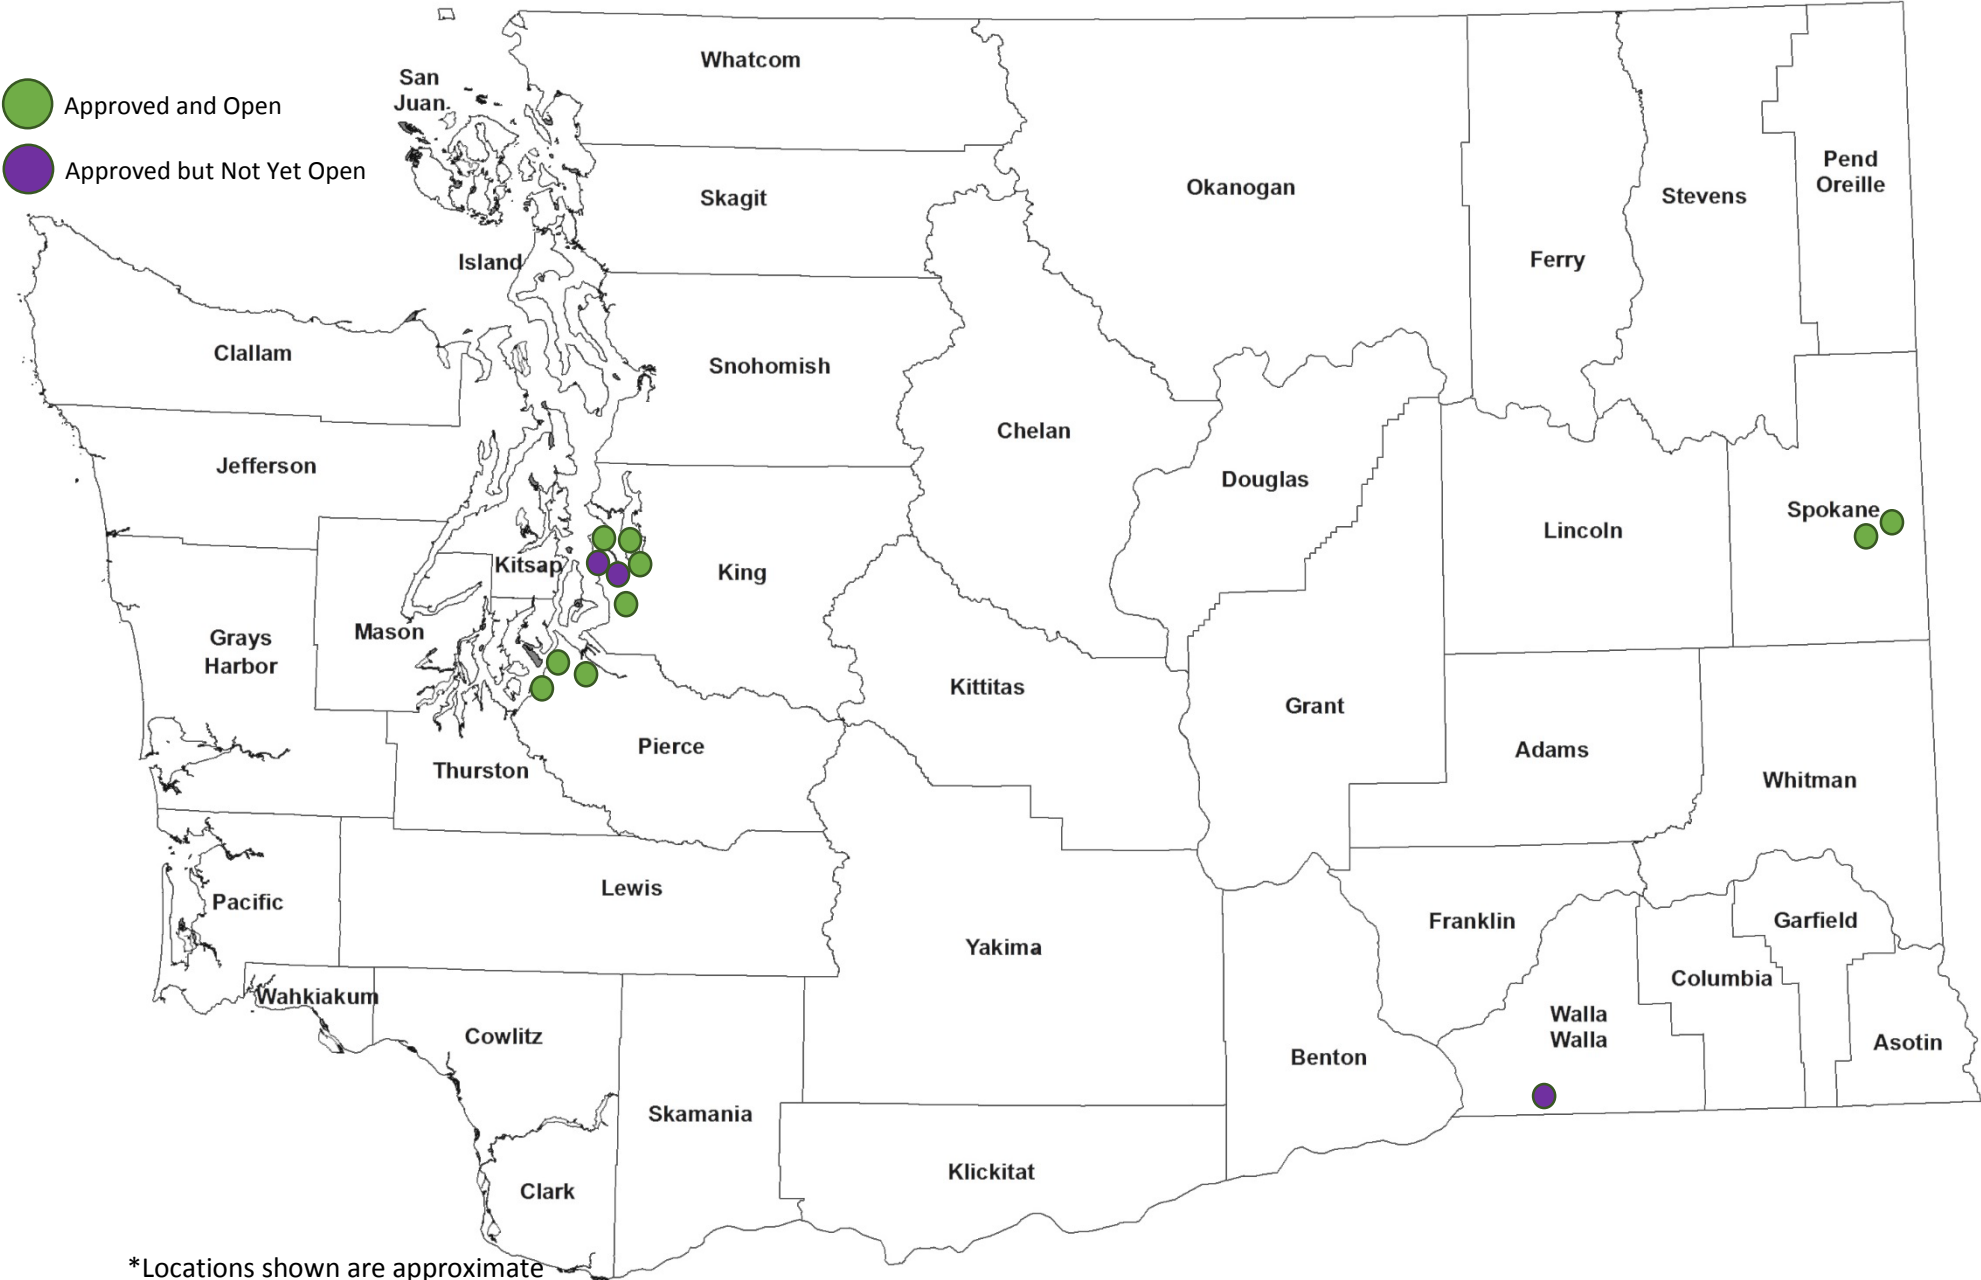 Approved and Open
Approved but Not Yet Open
San
Juan
Whatcom
Skagit
Island
Okanogan
Ferry
Stevens
Pend
Oreille
Clallam
Snohomish
Chelan
Jefferson
Douglas
Lincoln
Spokane
Kitsap
King
Grays
Harbor
Mason
Kittitas
Grant
Pierce
Thurston
Adams
Whitman
Lewis
Pacific
Yakima
Franklin
Garfield
Columbia
Wahkiakum
Cowlitz
Walla
Walla
Benton
Asotin
Skamania
Klickitat
Clark
*Locations shown are approximate